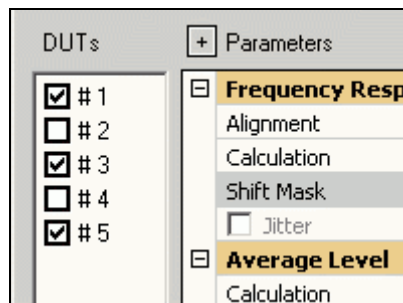 DUTs
+ Parameters
#1
#2
#3
#4
#5
Frequency Resp
Alignment
Calculation
Shift Mask
Jitter
Average Level
Calculation